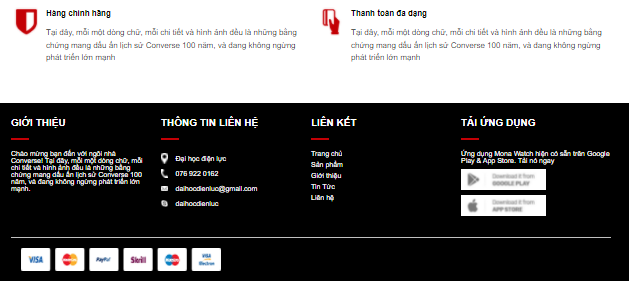 Hàng chính hãng
Tại đây, mỗi một dòng chữ, mỗi chi tiết và hình ảnh đều là những bằng
chứng mang dấu ấn lịch sử Converse 100 năm, và đang không ngừng
phát triển lớn mạnh
Thanh toán đa dạng
Tại đây, mỗi một dòng chữ, mỗi chi tiết và hình ảnh đều là những bằng
chứng mang dấu ấn lịch sử Converse 100 năm, và đang không ngừng
phát triển lớn mạnh
GIỚI THIỆU
Chào mừng bạn đến với ngôi nhà
Converse! Tại đây, mỗi một dòng chữ, mỗi
chi tiết và hình ảnh đều là những bằng
chứng mang dấu ấn lịch sử Converse 100
năm, và đang không ngừng phát triển lớn
mạnh.
THÔNG TIN LIÊN HỆ
Đại học điện lực
076 922 0162
daihocdienluc@gmail.com
daihocdienluc
LIÊN KẾT
Trang chủ
Sản phẩm
Giới thiệu
Tin Tức
Liên hệ
TẢI ỨNG DỤNG
Ứng dụng Mona Watch hiện có sẵn trên Google
Play & App Store. Tải nó ngay
Download it from
GOOGLE PLAY
Download it from
APP STORE
VISA
MasterCard
PayPal
Skrill
Maestro
VISA
Electron